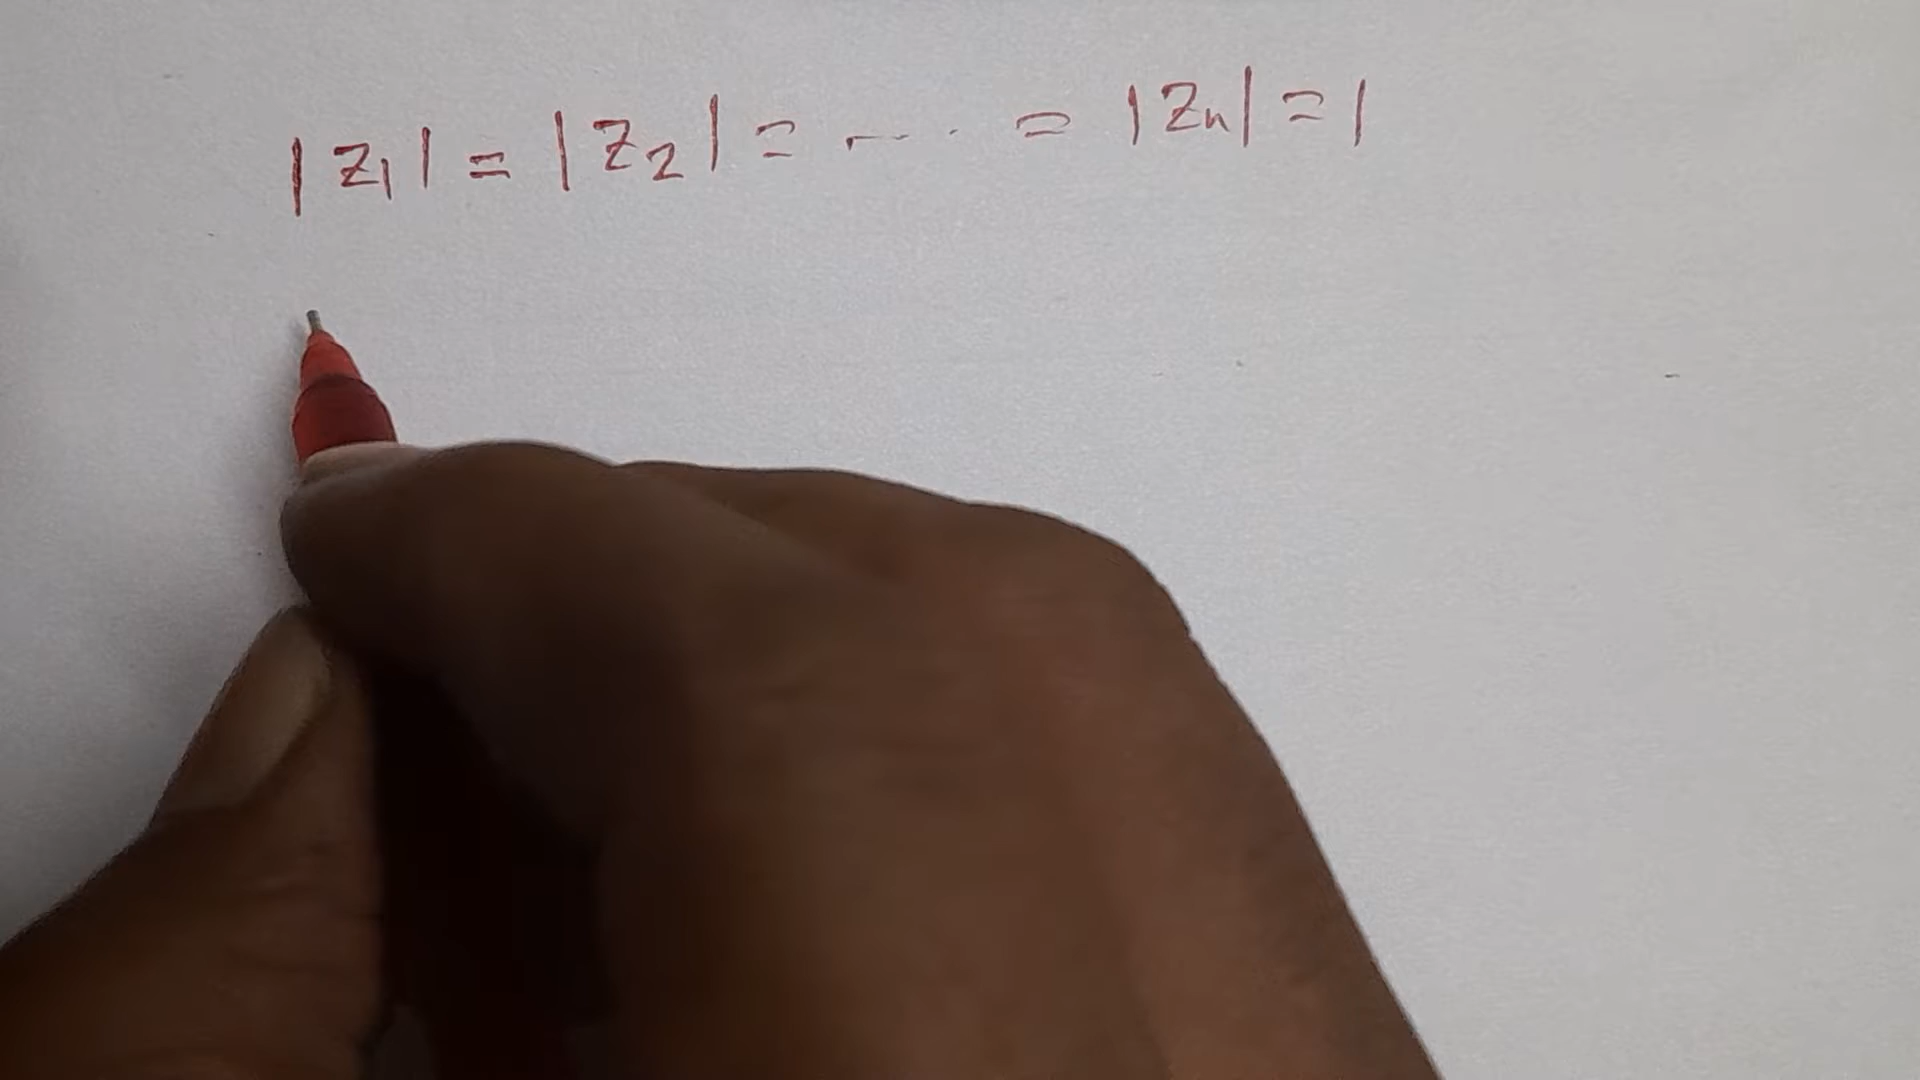 |z₁| = |z₂| = --- · = |zₙ| = 1